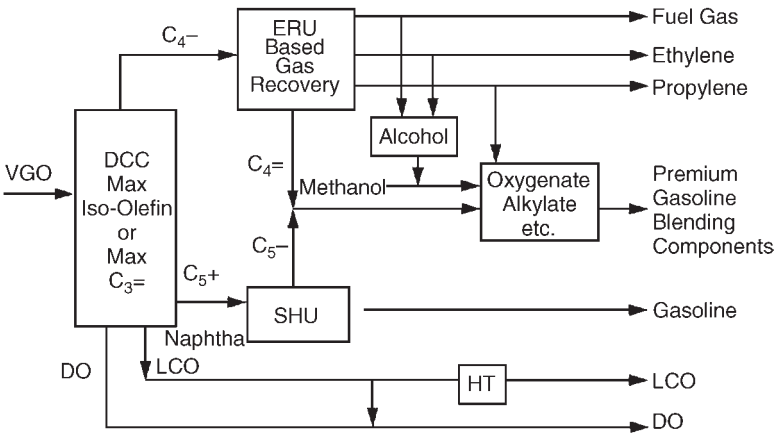 ERU
Based
Gas
Recovery
C₄–
Fuel Gas
Ethylene
Propylene
Alcohol
VGO
DCC
Max
Iso-Olefin
or
Max
C₃=
C₄=
Methanol
Oxygenate
Alkylate
etc.
Premium
Gasoline
Blending
Components
C₅–
C₅+
Naphtha
SHU
Gasoline
DO
LCO
HT
LCO
DO